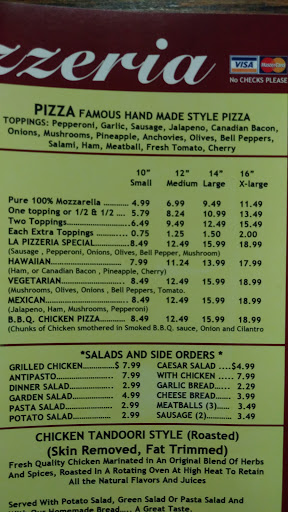 zzeria
VISA MasterCard
No CHECKS PLEASE
PIZZA FAMOUS HAND MADE STYLE PIZZA
TOPPINGS: Pepperoni, Garlic, Sausage, Jalapeno, Canadian Bacon,
Onions, Mushrooms, Pineapple, Anchovies, Olives, Bell Peppers,
Salami, Ham, Meatball, Fresh Tomato, Cherry
10" 12" 14" 16"
Small Medium Large X-large
Pure 100% Mozzarella ........... 4.99 6.99 9.49 11.49
One topping or 1/2 & 1/2 .... 5.79 8.24 10.99 13.49
Two Toppings......................6.49 9.49 12.49 15.49
Each Extra Toppings ............0.75 1.25 1.50 2.00
LA PIZZERIA SPECIAL............8.49 12.49 15.99 18.99
(Sausage , Pepperoni, Onions, Olives, Bell Pepper, Mushroom)
HAWAIIAN.........................7.99 11.24 13.99 17.99
(Ham, or Canadian Bacon , Pineapple, Cherry)
VEGETARIAN...................... 8.49 12.49 15.99 18.99
(Mushrooms, Olives, Onions , Bell Peppers, Tomato.
MEXICAN............................ 8.49 12.49 15.99 18.99
(Jalapeno, Ham, Mushrooms, Pepperoni)
B.B.Q. CHICKEN PIZZA......... 8.49 12.49 15.99 18.99
(Chunks of Chicken smothered in Smoked B.B.Q. sauce, Onion and Cilantro
*SALADS AND SIDE ORDERS *
GRILLED CHICKEN............$ 7.99 CAESAR SALAD ....$4.99
ANTIPASTO...................... 7.99 WITH CHICKEN ..... 7.99
DINNER SALAD................. 2.99 GARLIC BREAD...... 2.29
GARDEN SALAD................ 4.99 CHEESE BREAD..... 3.99
PASTA SALAD................... 2.99 MEATBALLS (3)...... 3.49
POTATO SALAD................ 2.99 SAUSAGE (2)........... 3.49
CHICKEN TANDOORI STYLE (Roasted)
(Skin Removed, Fat Trimmed)
Fresh Quality Chicken Marinated in An Original Blend Of Herbs
And Spices, Roasted In A Rotating Oven At High Heat To Retain
All the Natural Flavors And Juices
Served With Potato Salad, Green Salad Or Pasta Salad And
With Our Homemade Bread..... A Great Taste.